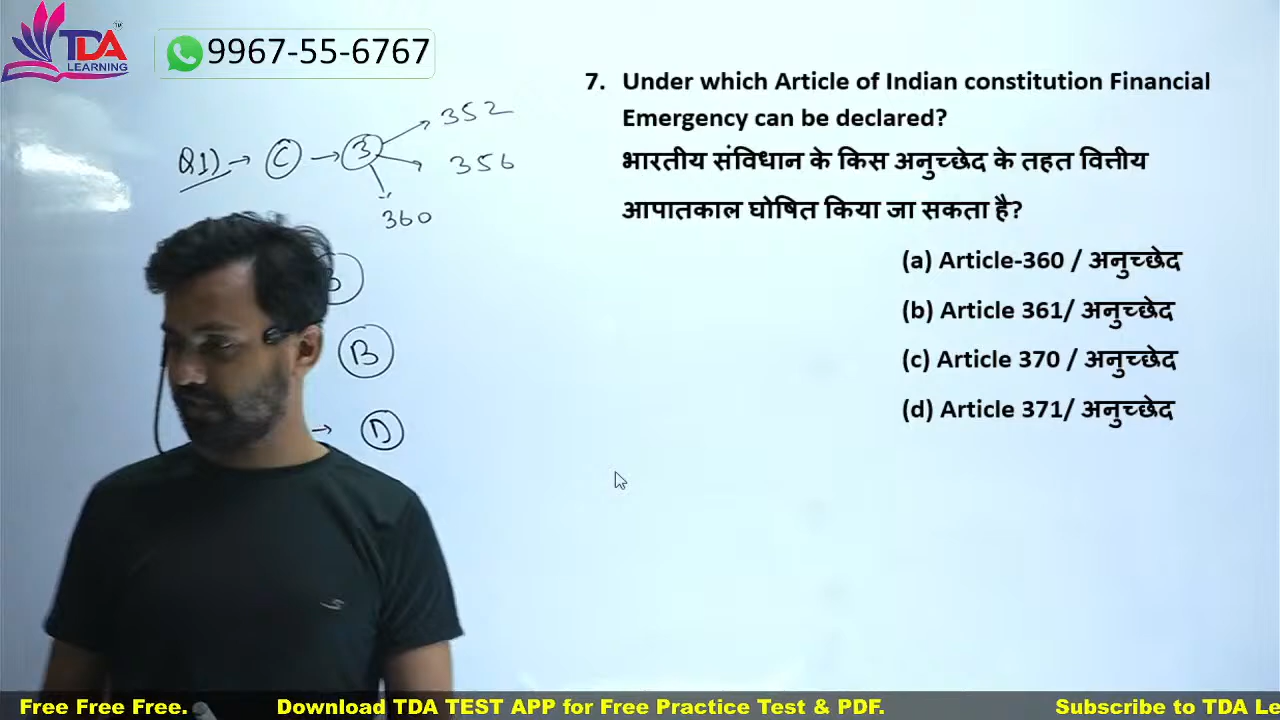 TDA
LEARNING
TM
9967-55-6767
Q1) → C → 3 → 352
356
360
B
D
7. Under which Article of Indian constitution Financial
Emergency can be declared?
भारतीय संविधान के किस अनुच्छेद के तहत वित्तीय
आपातकाल घोषित किया जा सकता है?
(a) Article-360 / अनुच्छेद
(b) Article 361/ अनुच्छेद
(c) Article 370 / अनुच्छेद
(d) Article 371/ अनुच्छेद
Free Free Free. Download TDA TEST APP for Free Practice Test & PDF. Subscribe to TDA Le